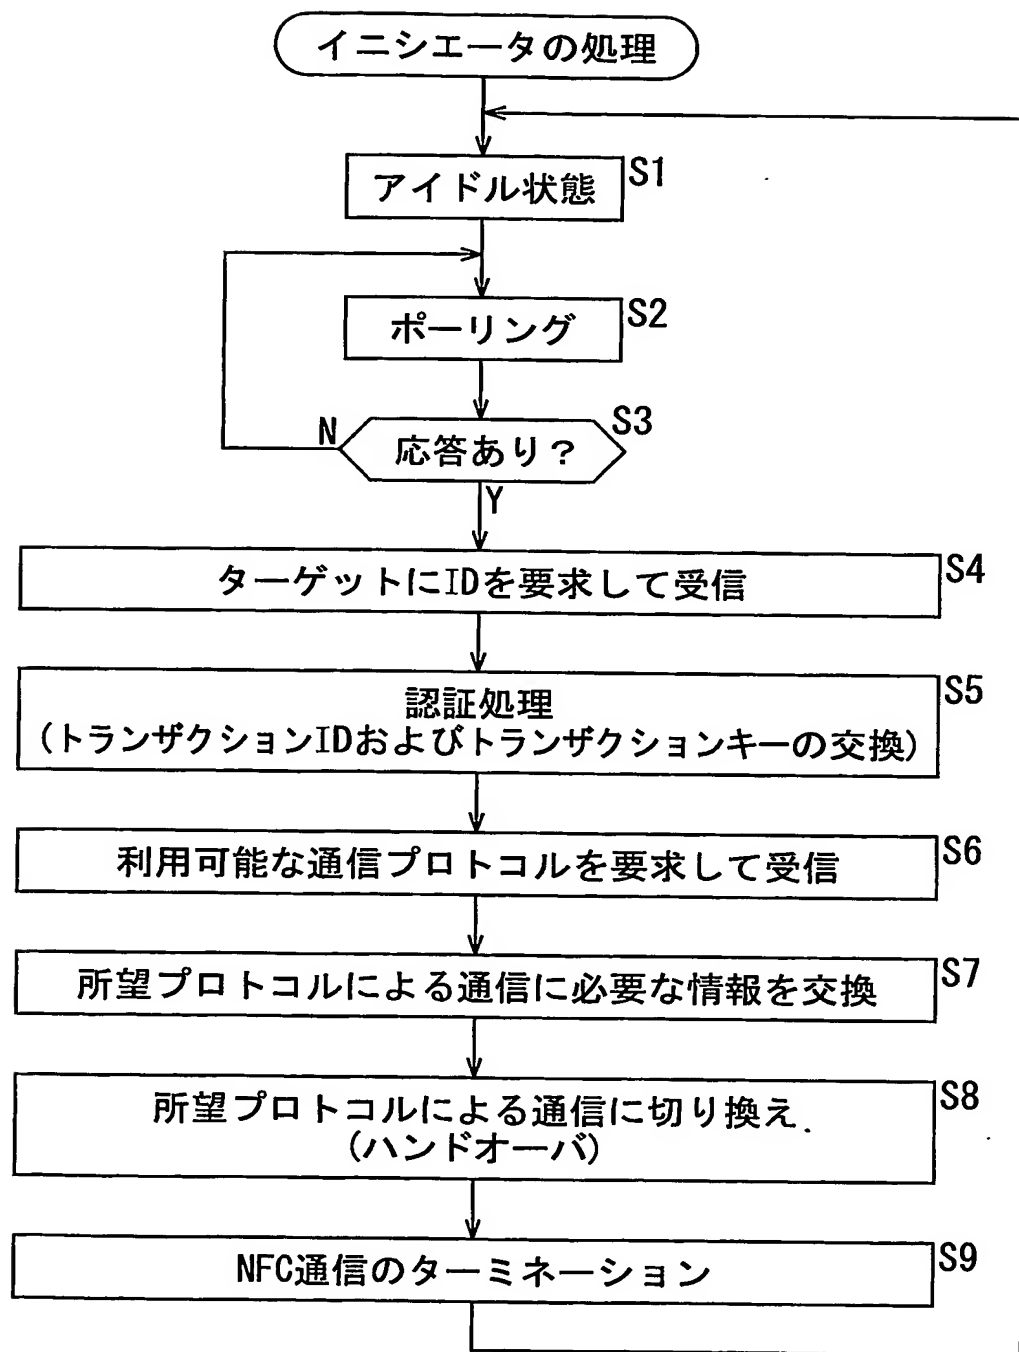 イニシエータの処理
アイドル状態
S1
ポーリング
S2
応答あり?
S3
N
Y
ターゲットにIDを要求して受信
S4
認証処理
(トランザクションIDおよびトランザクションキーの交換)
S5
利用可能な通信プロトコルを要求して受信
S6
所望プロトコルによる通信に必要な情報を交換
S7
所望プロトコルによる通信に切り換え
(ハンドオーバ)
S8
NFC通信のターミネーション
S9